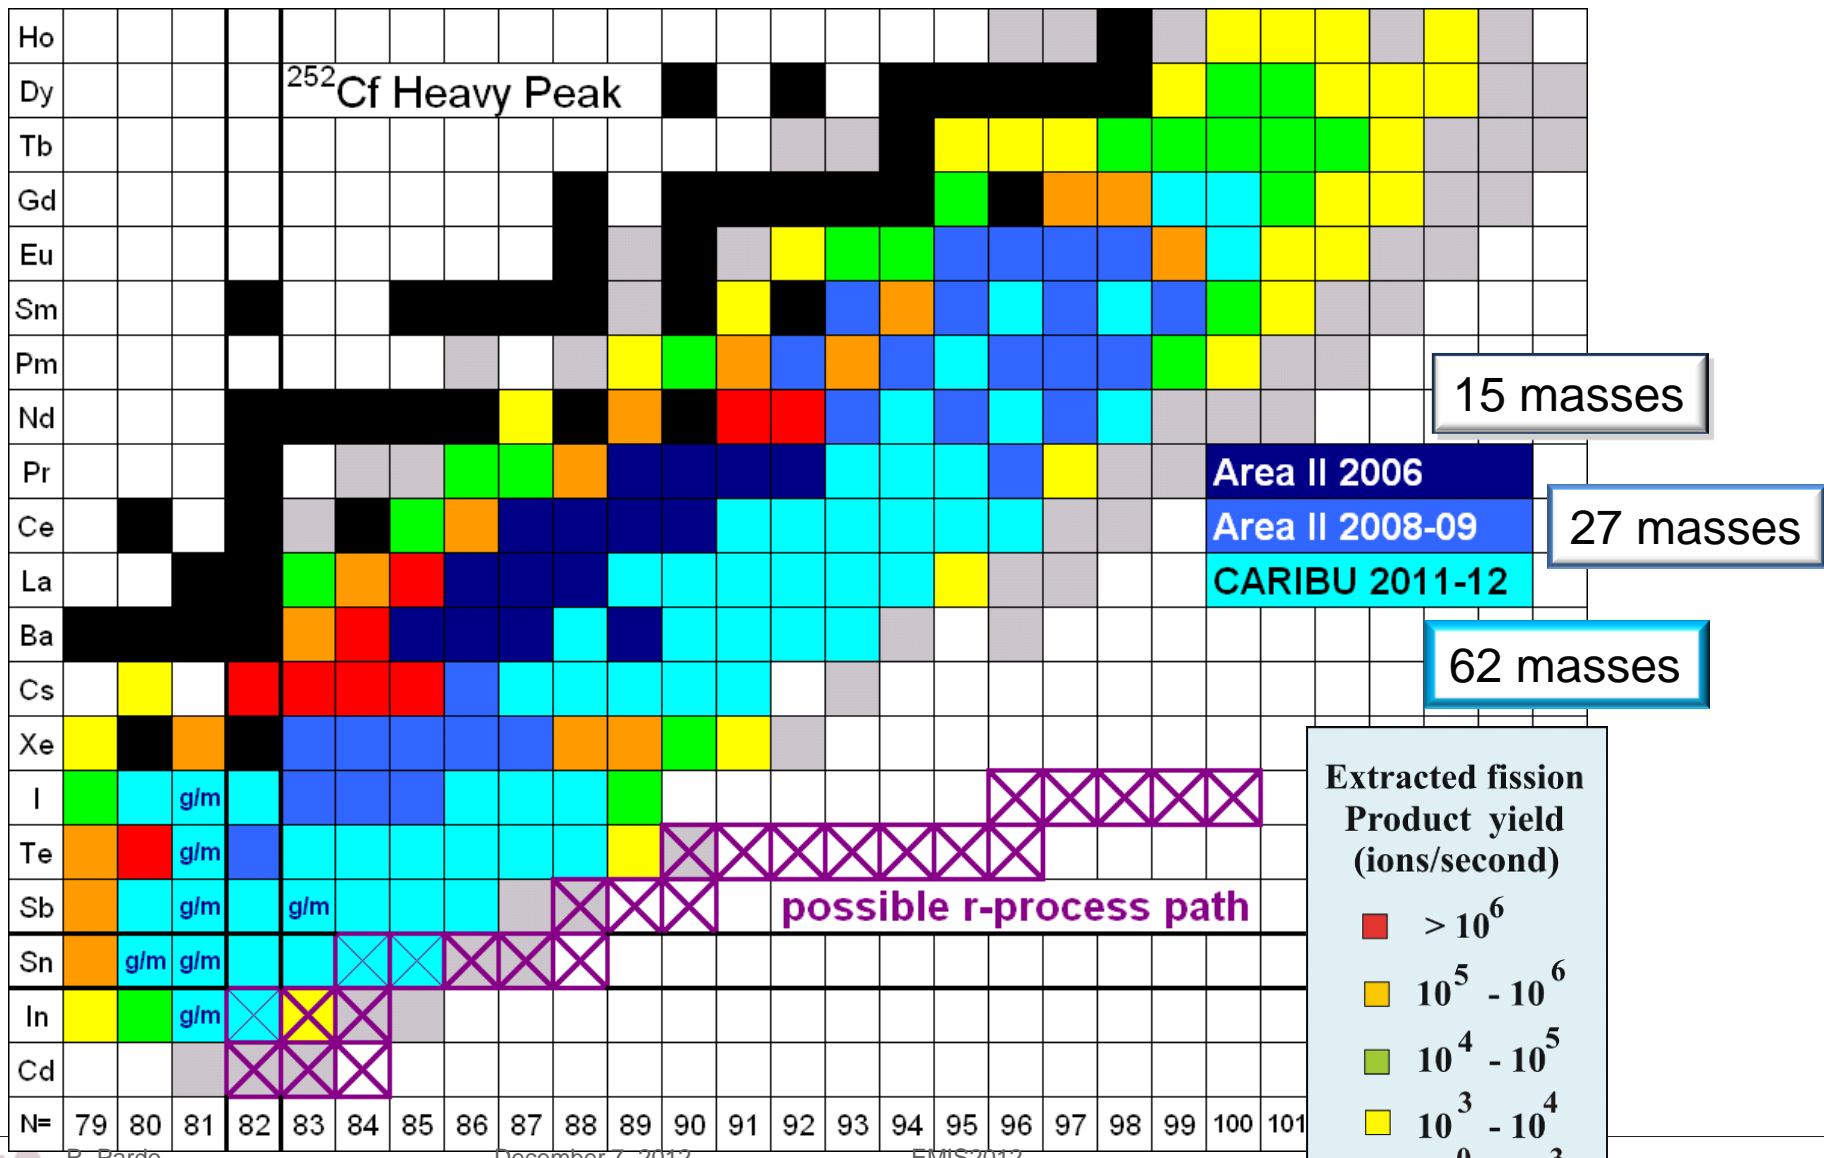 Ho
252Cf Heavy Peak
Dy
Tb
Gd
Eu
Sm
Pm
15 masses
Nd
Pr
Area II 2006
Ce
Area II 2008-09
27 masses
La
CARIBU 2011-12
Ba
62 masses
Cs
Xe
I g/m
Te g/m
Sb g/m g/m
possible r-process path
Sn g/m g/m
In g/m
Cd
N= 79 80 81 82 83 84 85 86 87 88 89 90 91 92 93 94 95 96 97 98 99 100 101
Extracted fission
Product yield
(ions/second)
> 10^6
10^5 - 10^6
10^4 - 10^5
10^3 - 10^4
December 7, 2012
EMIS2012